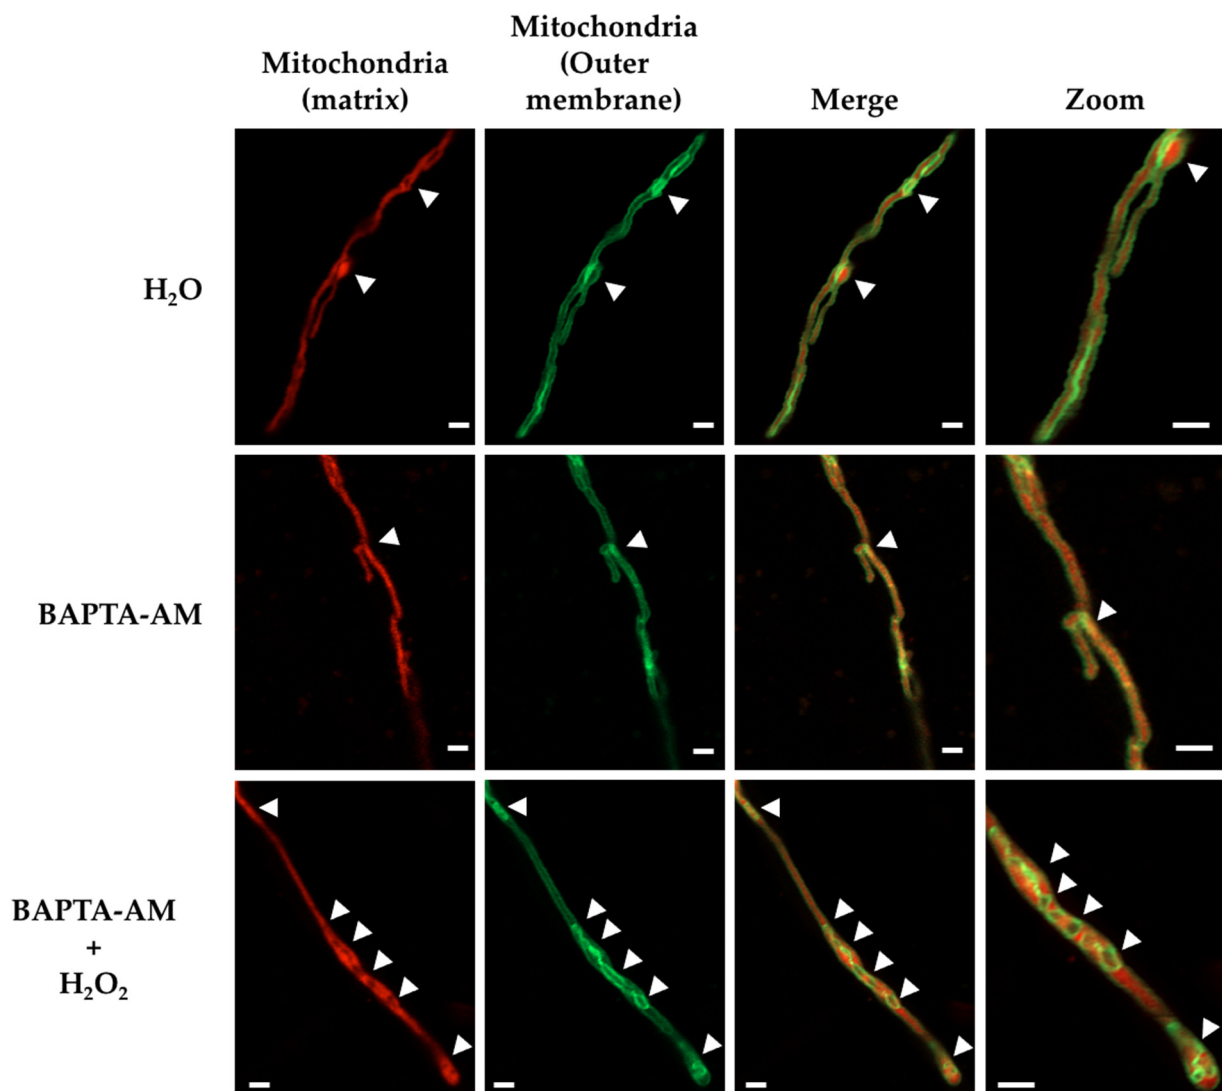 Mitochondria
(matrix)
Mitochondria
(Outer
membrane)
Merge
Zoom
H₂O
BAPTA-AM
BAPTA-AM
+
H₂O₂